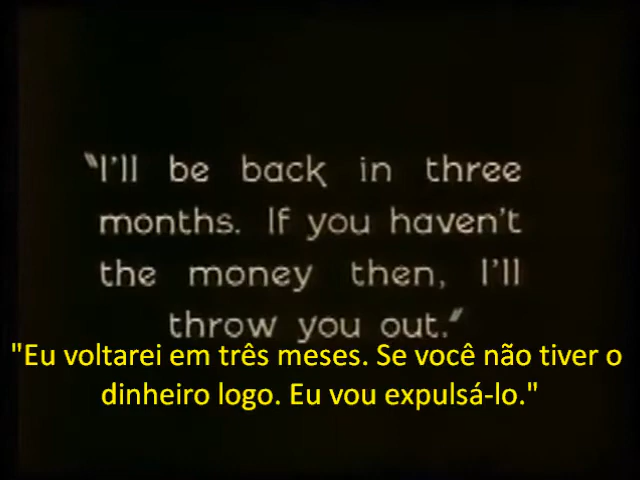 "I'll be back in three
months. If you haven't
the money then, I'll
throw you out."
"Eu voltarei em três meses. Se você não tiver o
dinheiro logo. Eu vou expulsá-lo."